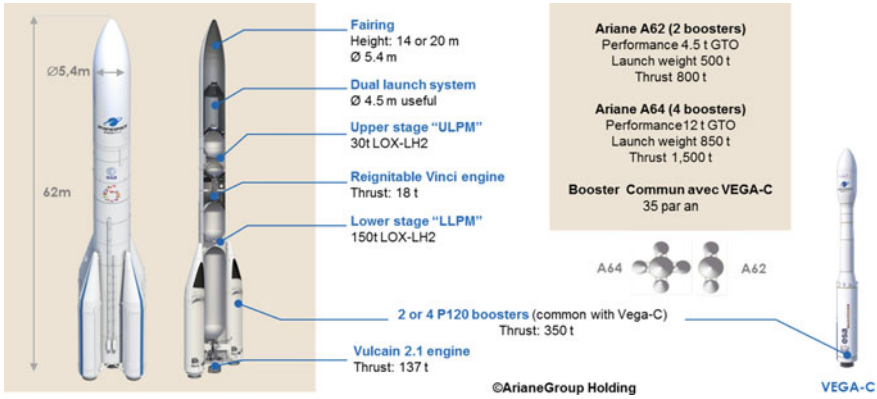 Ø5,4m
62m
Fairing
Height: 14 or 20 m
Ø 5.4 m
Dual launch system
Ø 4.5 m useful
Upper stage “ULPM”
30t LOX-LH2
Reignitable Vinci engine
Thrust: 18 t
Lower stage “LLPM”
150t LOX-LH2
2 or 4 P120 boosters (common with Vega-C)
Thrust: 350 t
Vulcain 2.1 engine
Thrust: 137 t
Ariane A62 (2 boosters)
Performance 4.5 t GTO
Launch weight 500 t
Thrust 800 t
Ariane A64 (4 boosters)
Performance 12 t GTO
Launch weight 850 t
Thrust 1,500 t
Booster Commun avec VEGA-C
35 par an
A64
A62
esa
©ArianeGroup Holding
VEGA-C